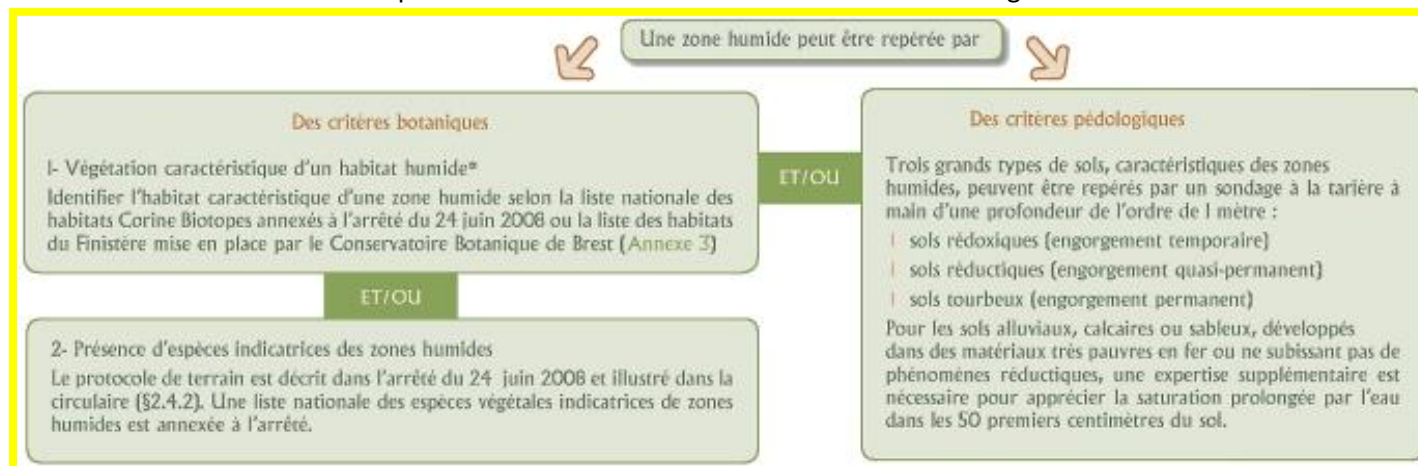 Une zone humide peut être repérée par
Des critères botaniques
1- Végétation caractéristique d'un habitat humide*
Identifier l'habitat caractéristique d'une zone humide selon la liste nationale des
habitats Corine Biotopes annexés à l'arrêté du 24 juin 2008 ou la liste des habitats
du Finistère mise en place par le Conservatoire Botanique de Brest (Annexe 3)
ET/OU
2- Présence d'espèces indicatrices des zones humides
Le protocole de terrain est décrit dans l'arrêté du 24 juin 2008 et illustré dans la
circulaire (§2.4.2). Une liste nationale des espèces végétales indicatrices de zones
humides est annexée à l'arrêté.
ET/OU
Des critères pédologiques
Trois grands types de sols, caractéristiques des zones
humides, peuvent être repérés par un sondage à la tarière à
main d'une profondeur de l'ordre de 1 mètre :
| sols rédoxiques (engorgement temporaire)
| sols réductiques (engorgement quasi-permanent)
| sols tourbeux (engorgement permanent)
Pour les sols alluviaux, calcaires ou sableux, développés
dans des matériaux très pauvres en fer ou ne subissant pas de
phénomènes réductiques, une expertise supplémentaire est
nécessaire pour apprécier la saturation prolongée par l'eau
dans les 50 premiers centimètres du sol.